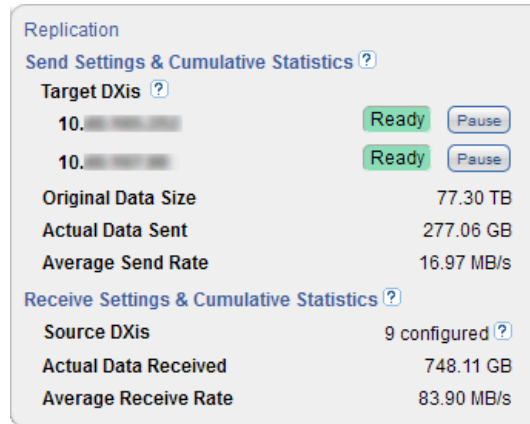 Replication
Send Settings & Cumulative Statistics ?
Target DXis ?
10. Ready Pause
10. Ready Pause
Original Data Size 77.30 TB
Actual Data Sent 277.06 GB
Average Send Rate 16.97 MB/s
Receive Settings & Cumulative Statistics ?
Source DXis 9 configured ?
Actual Data Received 748.11 GB
Average Receive Rate 83.90 MB/s